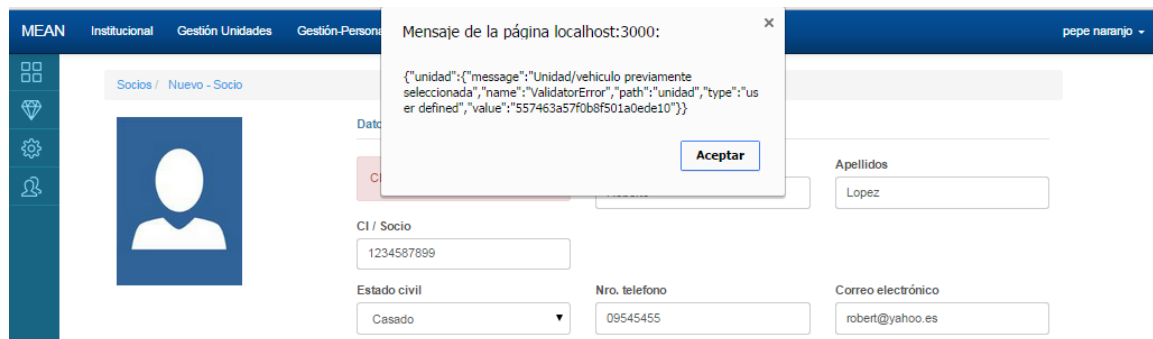 MEAN Institucional Gestión Unidades Gestión-Persona pepe naranjo
Mensaje de la página localhost:3000:
{"unidad":{"message":"Unidad/vehiculo previamente
seleccionada","name":"ValidatorError","path":"unidad","type":"us
er defined","value":"557463a57f0b8f501a0ede10"}}
Aceptar
Socios / Nuevo - Socio
Dato
CI
Apellidos
Lopez
CI / Socio
1234587899
Estado civil Nro. telefono Correo electrónico
Casado 09545455 robert@yahoo.es